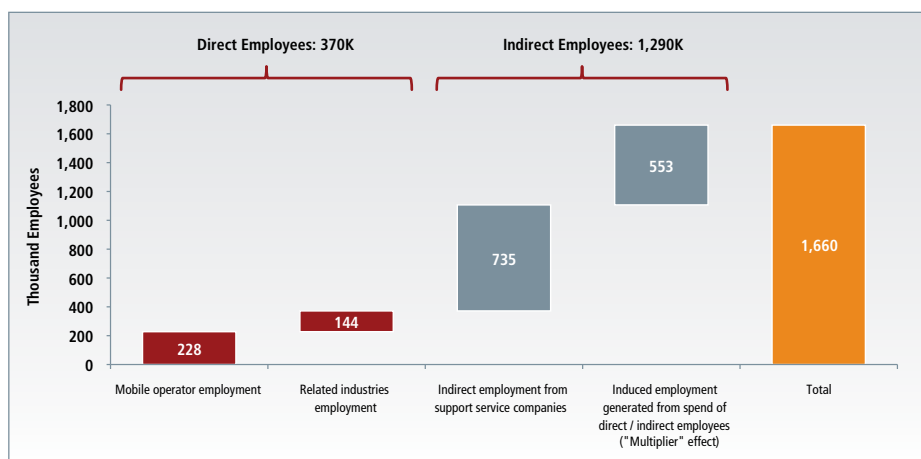 Direct Employees: 370K
Indirect Employees: 1,290K
Thousand Employees
1,800
1,600
1,400
1,200
1,000
800
600
400
200
0
228
144
735
553
1,660
Mobile operator employment
Related industries
employment
Indirect employment from
support service companies
Induced employment
generated from spend of
direct / indirect employees
("Multiplier" effect)
Total